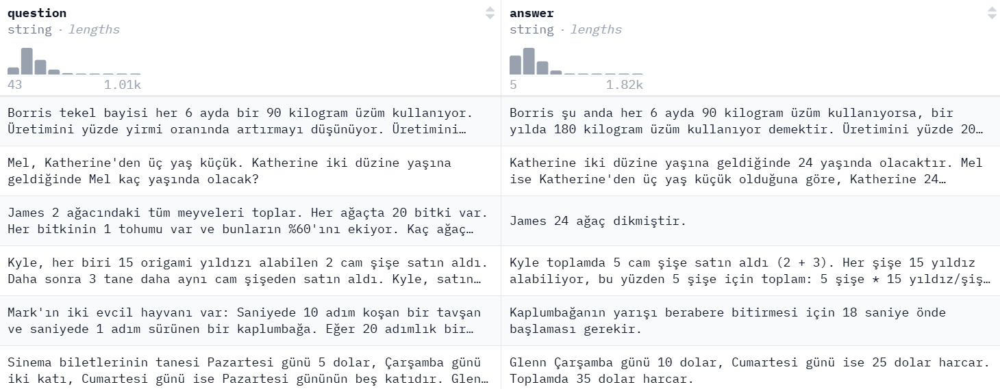 question
string · lengths
43 1.01k
answer
string · lengths
5 1.82k
Borris tekel bayisi her 6 ayda bir 90 kilogram üzüm kullanıyor.
Üretimini yüzde yirmi oranında artırmayı düşünüyor. Üretimini…
Borris şu anda her 6 ayda 90 kilogram üzüm kullanıyorsa, bir
yılda 180 kilogram üzüm kullanıyor demektir. Üretimini yüzde 20…
Mel, Katherine'den üç yaş küçük. Katherine iki düzine yaşına
geldiğinde Mel kaç yaşında olacak?
Katherine iki düzine yaşına geldiğinde 24 yaşında olacaktır. Mel
ise Katherine'den üç yaş küçük olduğuna göre, Katherine 24…
James 2 ağacındaki tüm meyveleri toplar. Her ağaçta 20 bitki var.
Her bitkinin 1 tohumu var ve bunların %60'ını ekiyor. Kaç ağaç…
James 24 ağaç dikmiştir.
Kyle, her biri 15 origami yıldızı alabilen 2 cam şişe satın aldı.
Daha sonra 3 tane daha aynı cam şişeden satın aldı. Kyle, satın…
Kyle toplamda 5 cam şişe satın aldı (2 + 3). Her şişe 15 yıldız
alabiliyor, bu yüzden 5 şişe için toplam: 5 şişe * 15 yıldız/şiş…
Mark'ın iki evcil hayvanı var: Saniyede 10 adım koşan bir tavşan
ve saniyede 1 adım sürünen bir kaplumbağa. Eğer 20 adımlık bir…
Kaplumbağanın yarışı berabere bitirmesi için 18 saniye önde
başlaması gerekir.
Sinema biletlerinin tanesi Pazartesi günü 5 dolar, Çarşamba günü
iki katı, Cumartesi günü ise Pazartesi gününün beş katıdır. Glen…
Glenn Çarşamba günü 10 dolar, Cumartesi günü ise 25 dolar harcar.
Toplamda 35 dolar harcar.